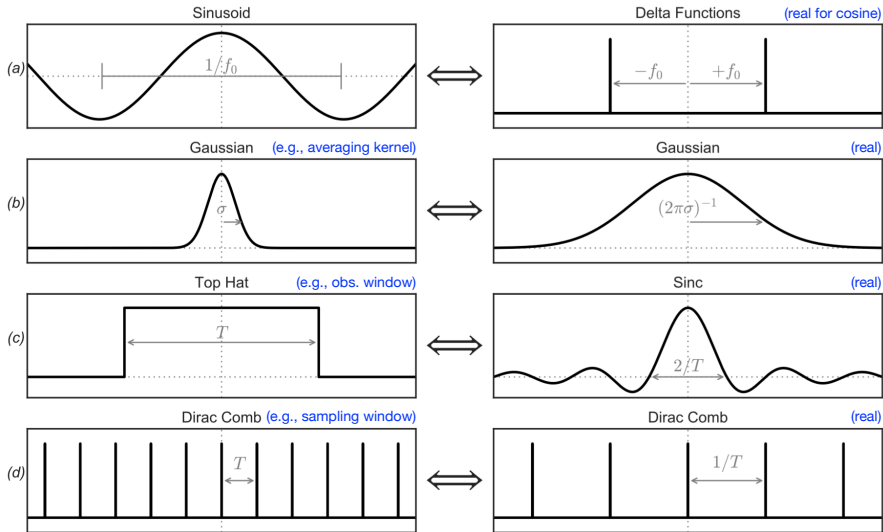 Sinusoid
Delta Functions (real for cosine)
(a)
1/f₀
−f₀ +f₀
Gaussian (e.g., averaging kernel)
Gaussian (real)
(b)
σ
(2πσ)⁻¹
Top Hat (e.g., obs. window)
Sinc (real)
(c)
T
2/T
Dirac Comb (e.g., sampling window)
Dirac Comb (real)
(d)
T
1/T